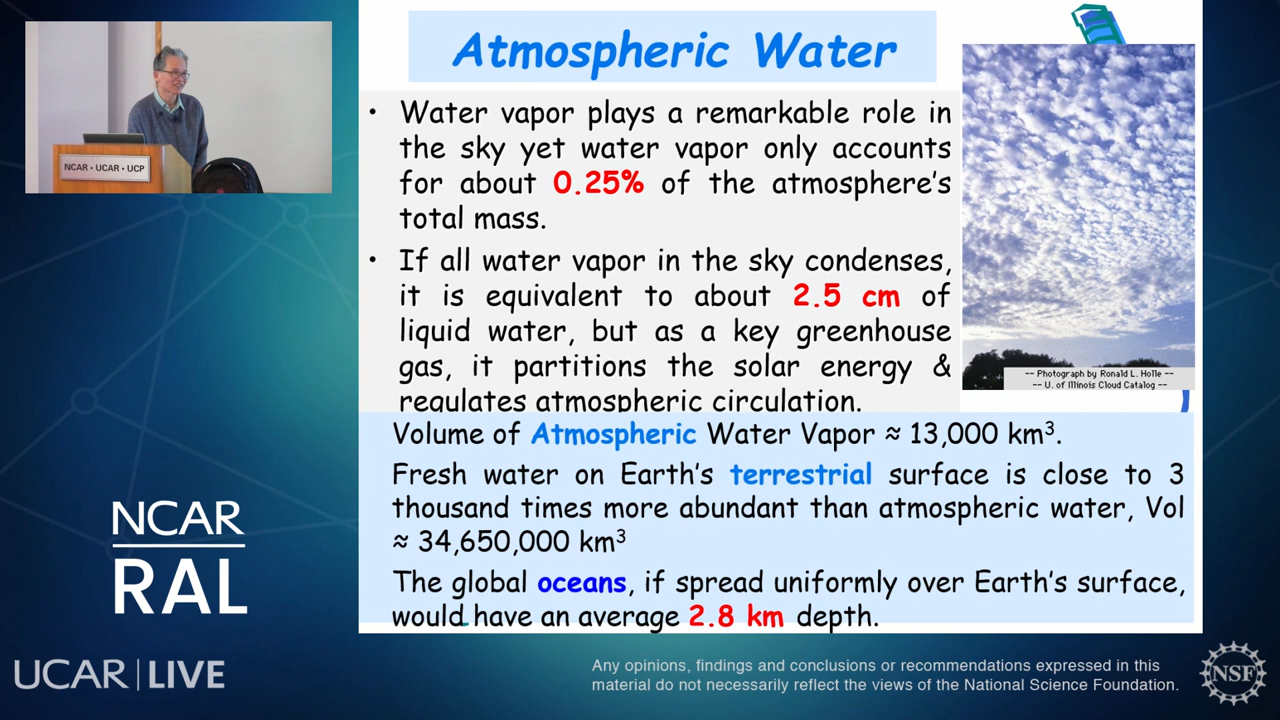 Atmospheric Water
• Water vapor plays a remarkable role in
the sky yet water vapor only accounts
for about 0.25% of the atmosphere's
total mass.
• If all water vapor in the sky condenses,
it is equivalent to about 2.5 cm of
liquid water, but as a key greenhouse
gas, it partitions the solar energy &
regulates atmospheric circulation.
-- Photograph by Ronald L. Holle --
-- U. of Illinois Cloud Catalog --
Volume of Atmospheric Water Vapor ≈ 13,000 km³.
Fresh water on Earth's terrestrial surface is close to 3
thousand times more abundant than atmospheric water, Vol
≈ 34,650,000 km³
The global oceans, if spread uniformly over Earth's surface,
would have an average 2.8 km depth.
NCAR • UCAR • UCP
NCAR
RAL
UCAR | LIVE
Any opinions, findings and conclusions or recommendations expressed in this
material do not necessarily reflect the views of the National Science Foundation.
NSF